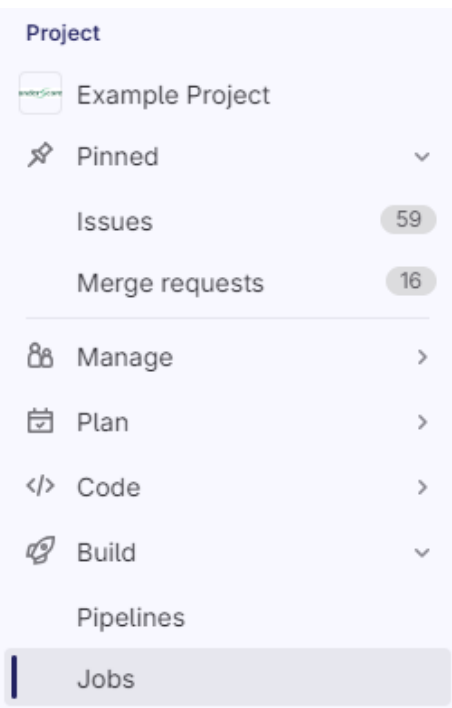 Project
Example Project
Pinned
Issues 59
Merge requests 16
Manage
Plan
Code
Build
Pipelines
Jobs